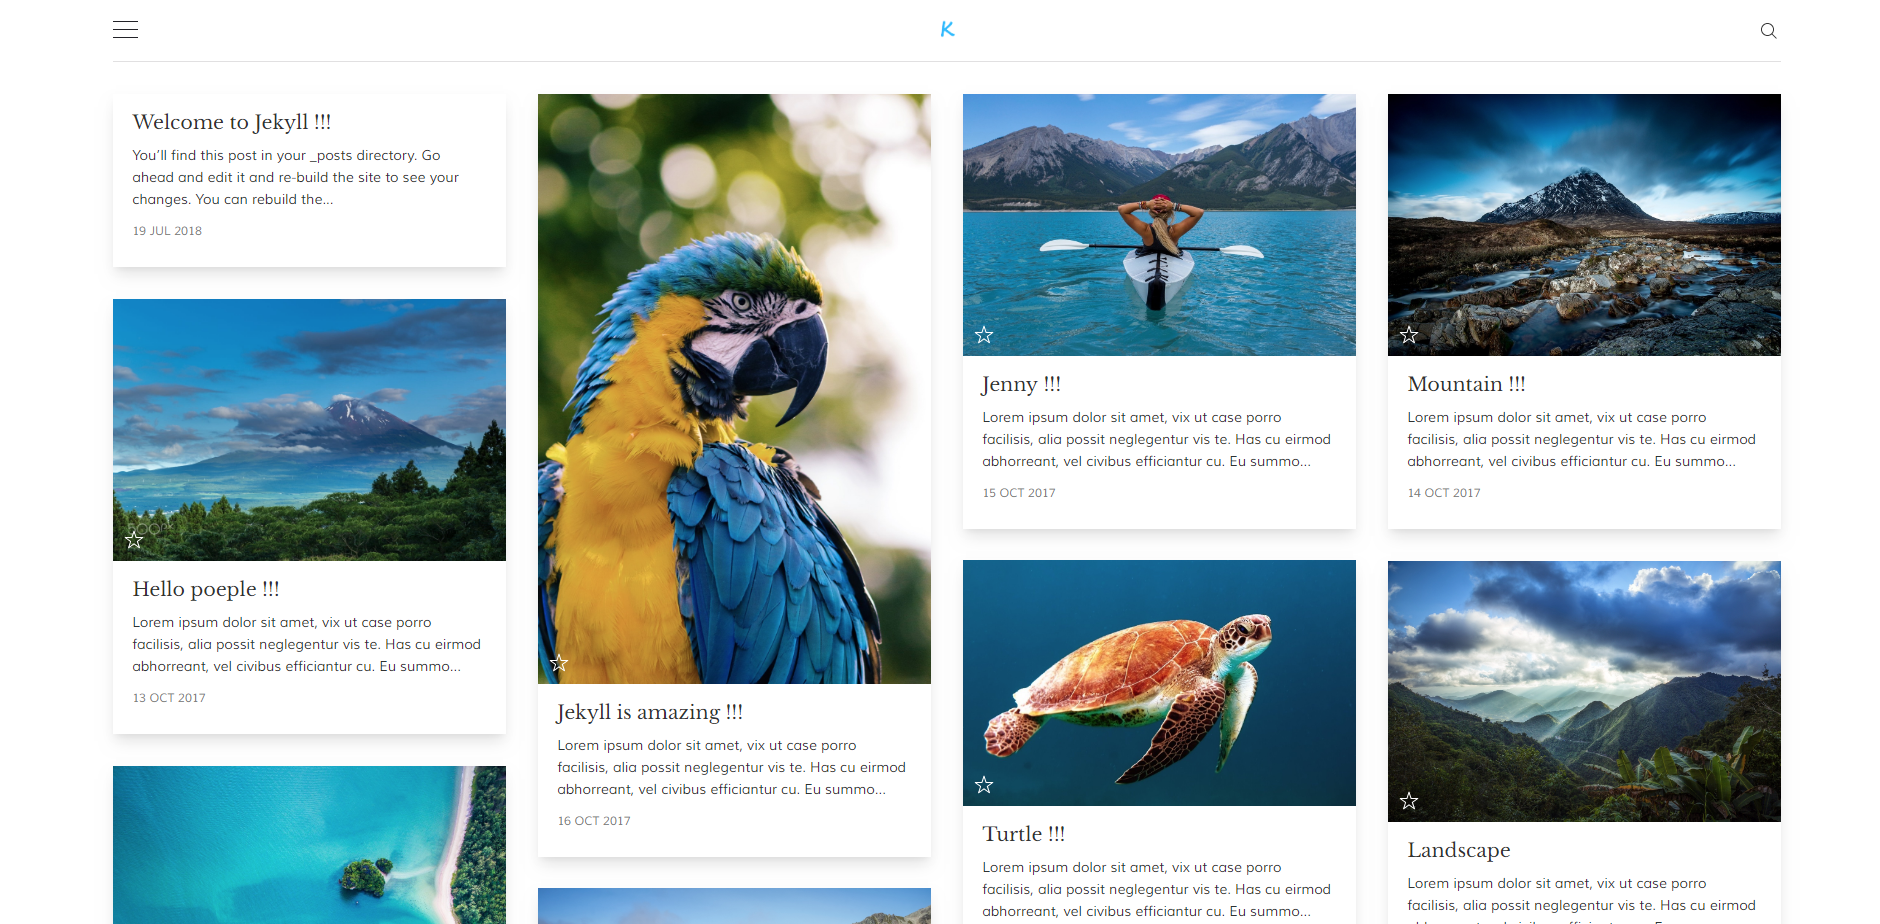 K
Welcome to Jekyll !!!
You’ll find this post in your _posts directory. Go
ahead and edit it and re-build the site to see your
changes. You can rebuild the...
19 JUL 2018
Hello poeple !!!
Lorem ipsum dolor sit amet, vix ut case porro
facilisis, alia possit neglegentur vis te. Has cu eirmod
abhorreant, vel civibus efficiantur cu. Eu summo...
13 OCT 2017
Jekyll is amazing !!!
Lorem ipsum dolor sit amet, vix ut case porro
facilisis, alia possit neglegentur vis te. Has cu eirmod
abhorreant, vel civibus efficiantur cu. Eu summo...
16 OCT 2017
Jenny !!!
Lorem ipsum dolor sit amet, vix ut case porro
facilisis, alia possit neglegentur vis te. Has cu eirmod
abhorreant, vel civibus efficiantur cu. Eu summo...
15 OCT 2017
Turtle !!!
Lorem ipsum dolor sit amet, vix ut case porro
facilisis, alia possit neglegentur vis te. Has cu eirmod
abhorreant, vel civibus efficiantur cu. Eu summo...
Mountain !!!
Lorem ipsum dolor sit amet, vix ut case porro
facilisis, alia possit neglegentur vis te. Has cu eirmod
abhorreant, vel civibus efficiantur cu. Eu summo...
14 OCT 2017
Landscape
Lorem ipsum dolor sit amet, vix ut case porro
facilisis, alia possit neglegentur vis te. Has cu eirmod